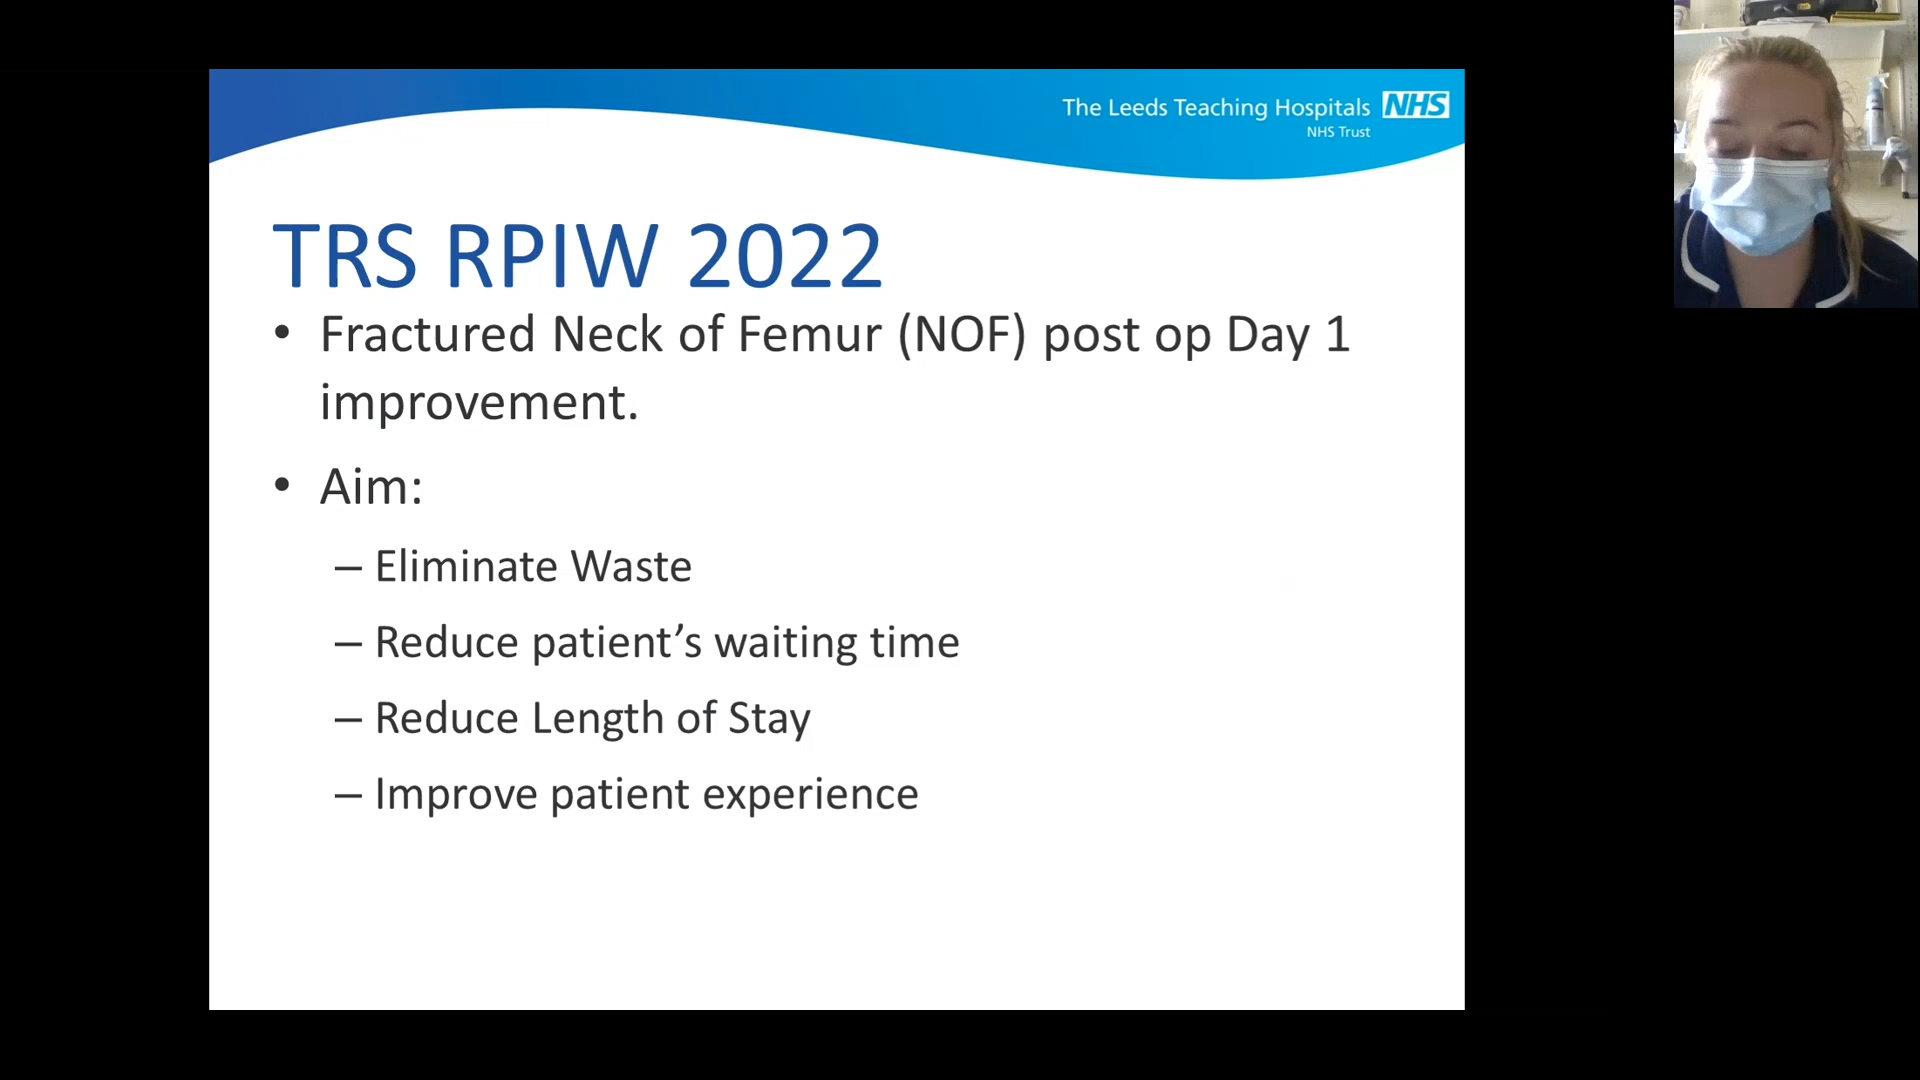 The Leeds Teaching Hospitals NHS
NHS Trust
TRS RPIW 2022
• Fractured Neck of Femur (NOF) post op Day 1
improvement.
• Aim:
– Eliminate Waste
– Reduce patient’s waiting time
– Reduce Length of Stay
– Improve patient experience